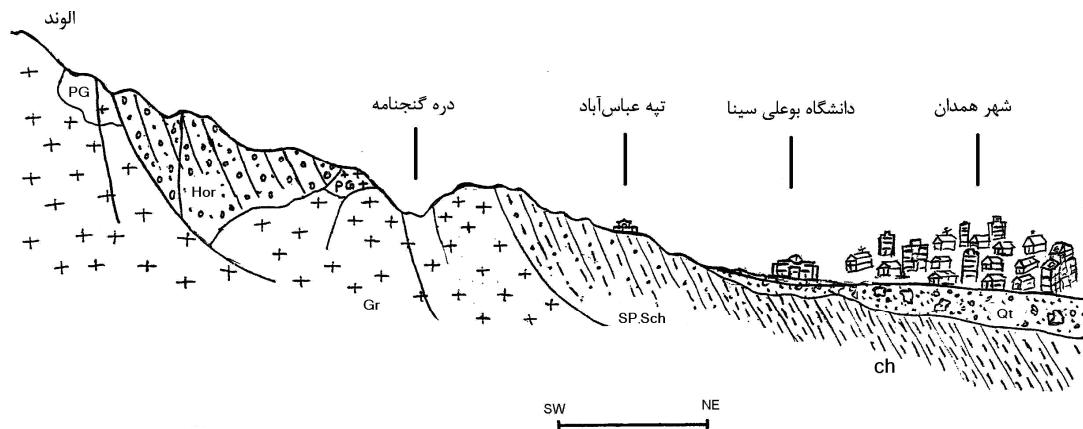 الوند
دره گنجنامه
تپه عباس‌آباد
دانشگاه بوعلی سینا
شهر همدان
PG
Hor
PG
Gr
SP.Sch
Qt
ch
SW
NE